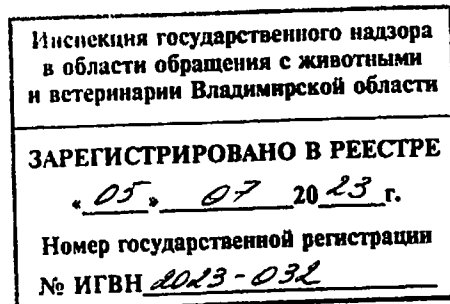 Инспекция государственного надзора
в области обращения с животными
и ветеринарии Владимирской области
ЗАРЕГИСТРИРОВАНО В РЕЕСТРЕ
« 05 » 07 20 23 г.
Номер государственной регистрации
№ ИГВН 2023-032